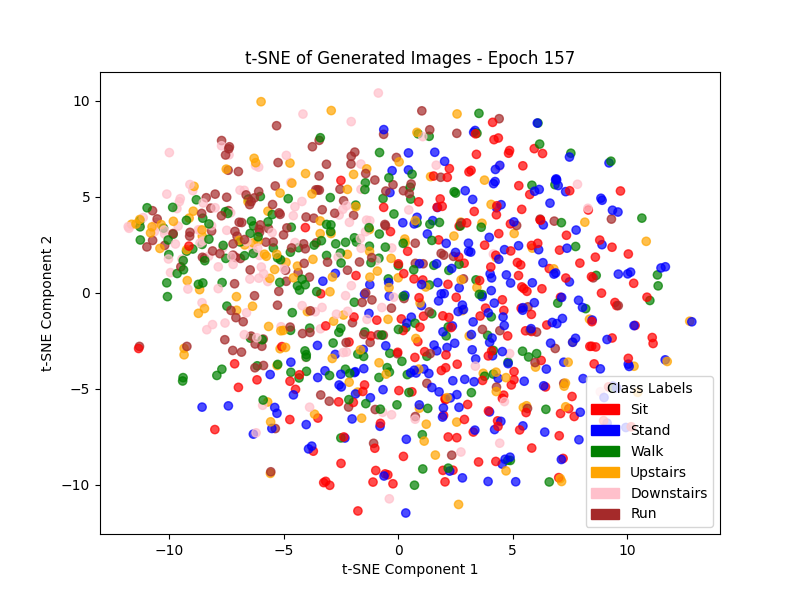 t-SNE of Generated Images - Epoch 157
t-SNE Component 2
10
5
0
−5
−10
−10
−5
0
5
10
t-SNE Component 1
Class Labels
Sit
Stand
Walk
Upstairs
Downstairs
Run